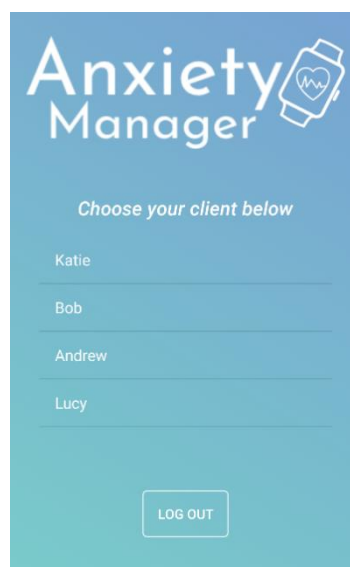 Anxiety
Manager
Choose your client below
Katie
Bob
Andrew
Lucy
LOG OUT